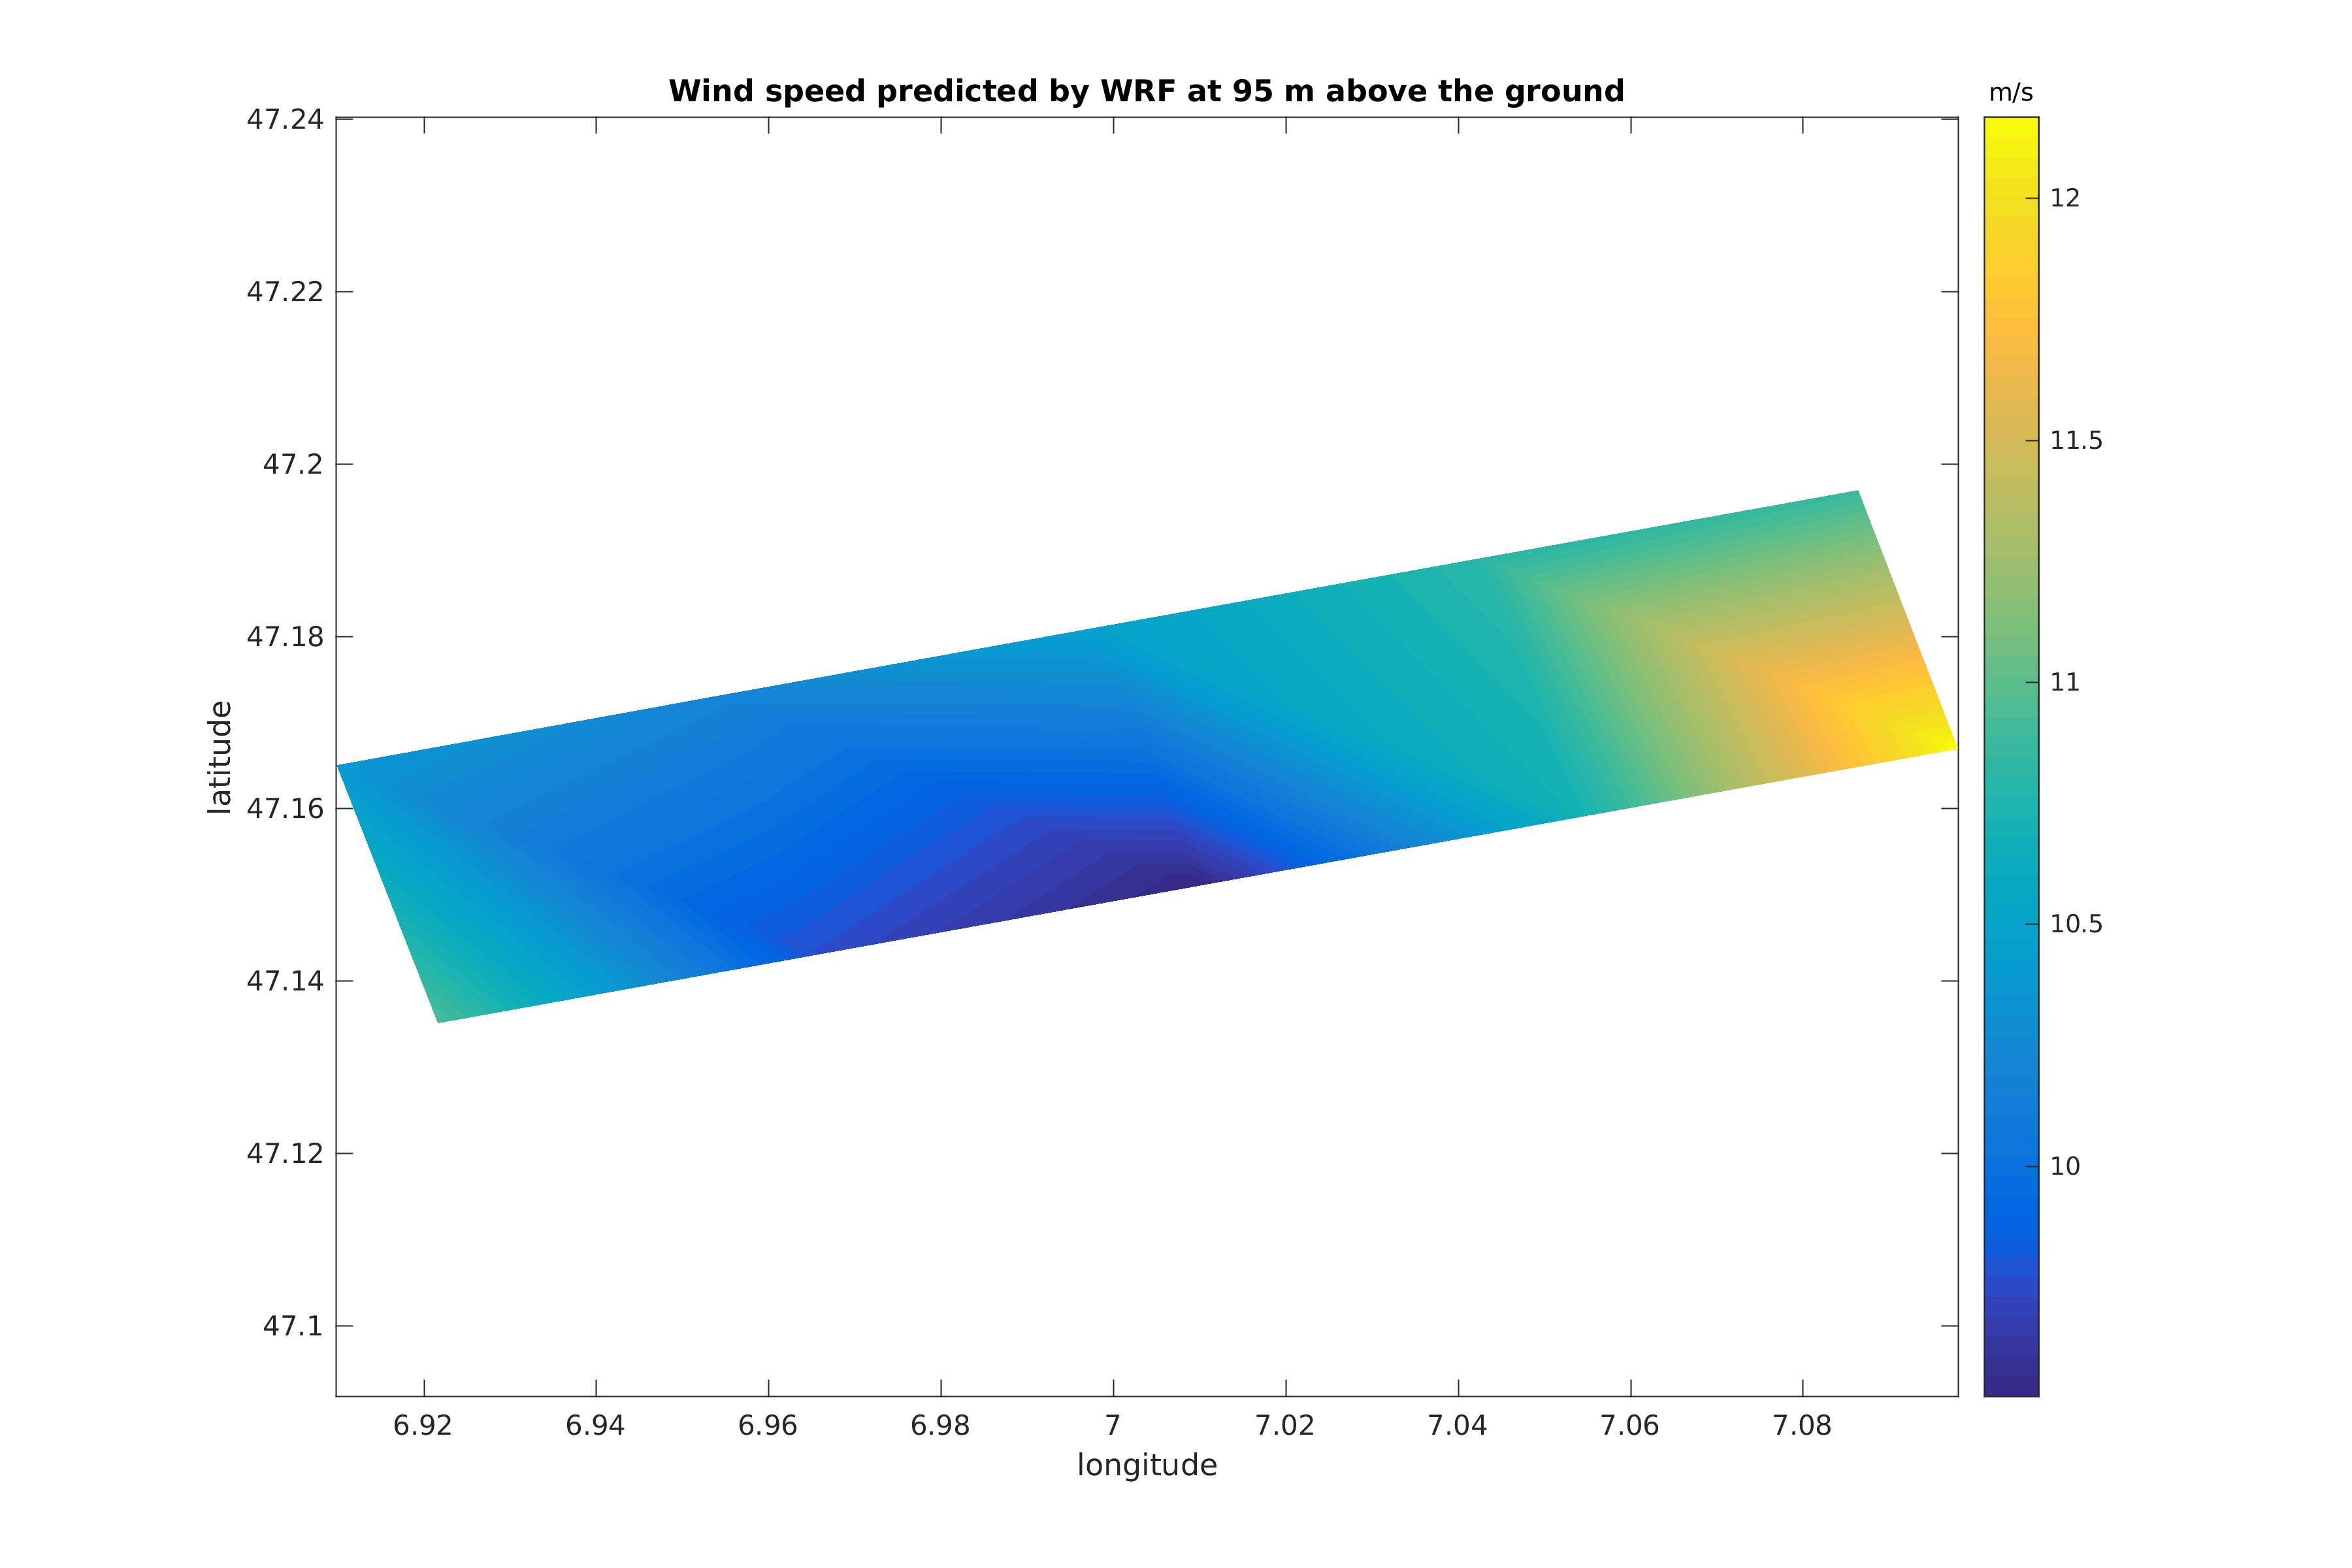 Wind speed predicted by WRF at 95 m above the ground
m/s
47.24
47.22
47.2
47.18
47.16
47.14
47.12
47.1
latitude
6.92 6.94 6.96 6.98 7 7.02 7.04 7.06 7.08
longitude
12
11.5
11
10.5
10